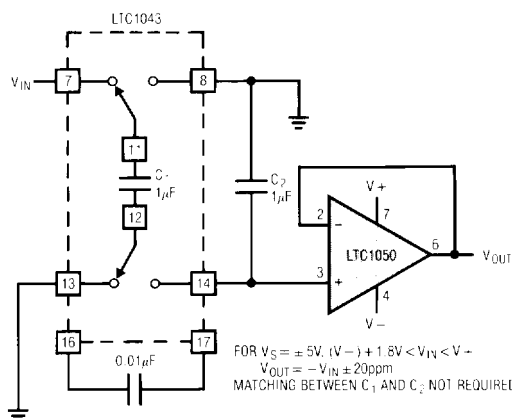 LTC1043
VIN
7
8
11
C1
1μF
12
C2
1μF
13
14
16
17
0.01μF
V+
2
−
7
LTC1050
6
VOUT
3
+
4
V−
FOR VS = ± 5V, (V−) + 1.8V < VIN < V+
VOUT = −VIN ± 20ppm
MATCHING BETWEEN C1 AND C2 NOT REQUIRED